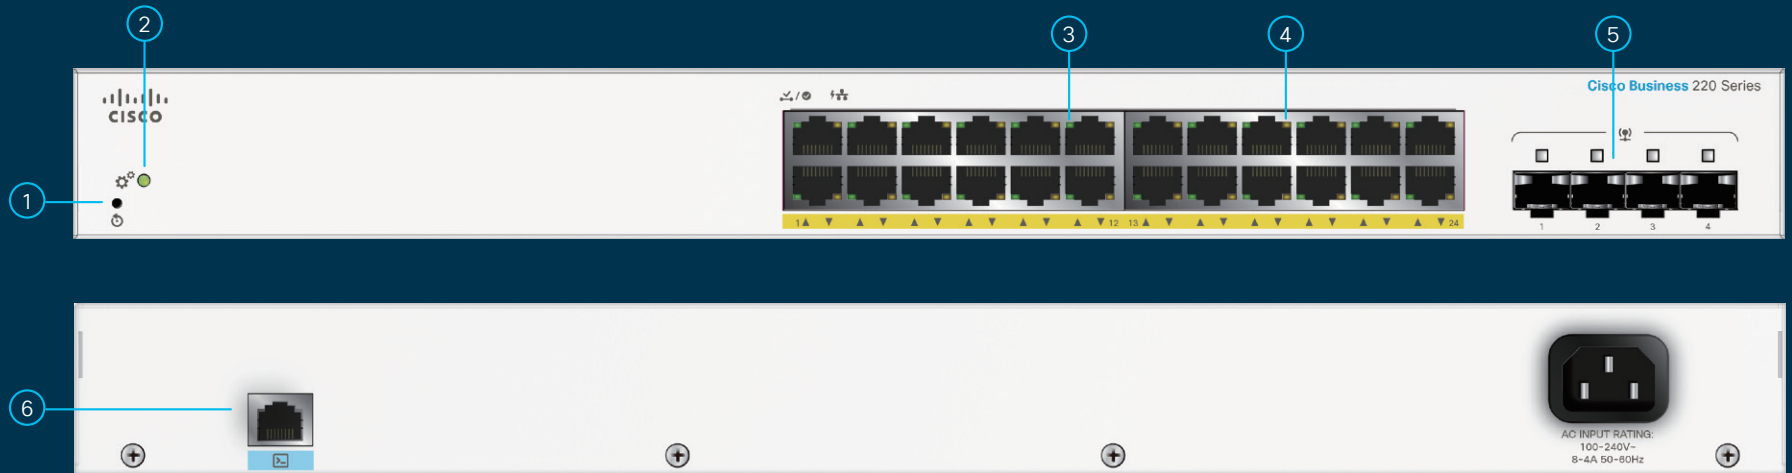 2
3
4
5
CISCO
Cisco Business 220 Series
1
1 12 13 24
1 2 3 4
6
AC INPUT RATING:
100-240V~
8-4A 50-60Hz